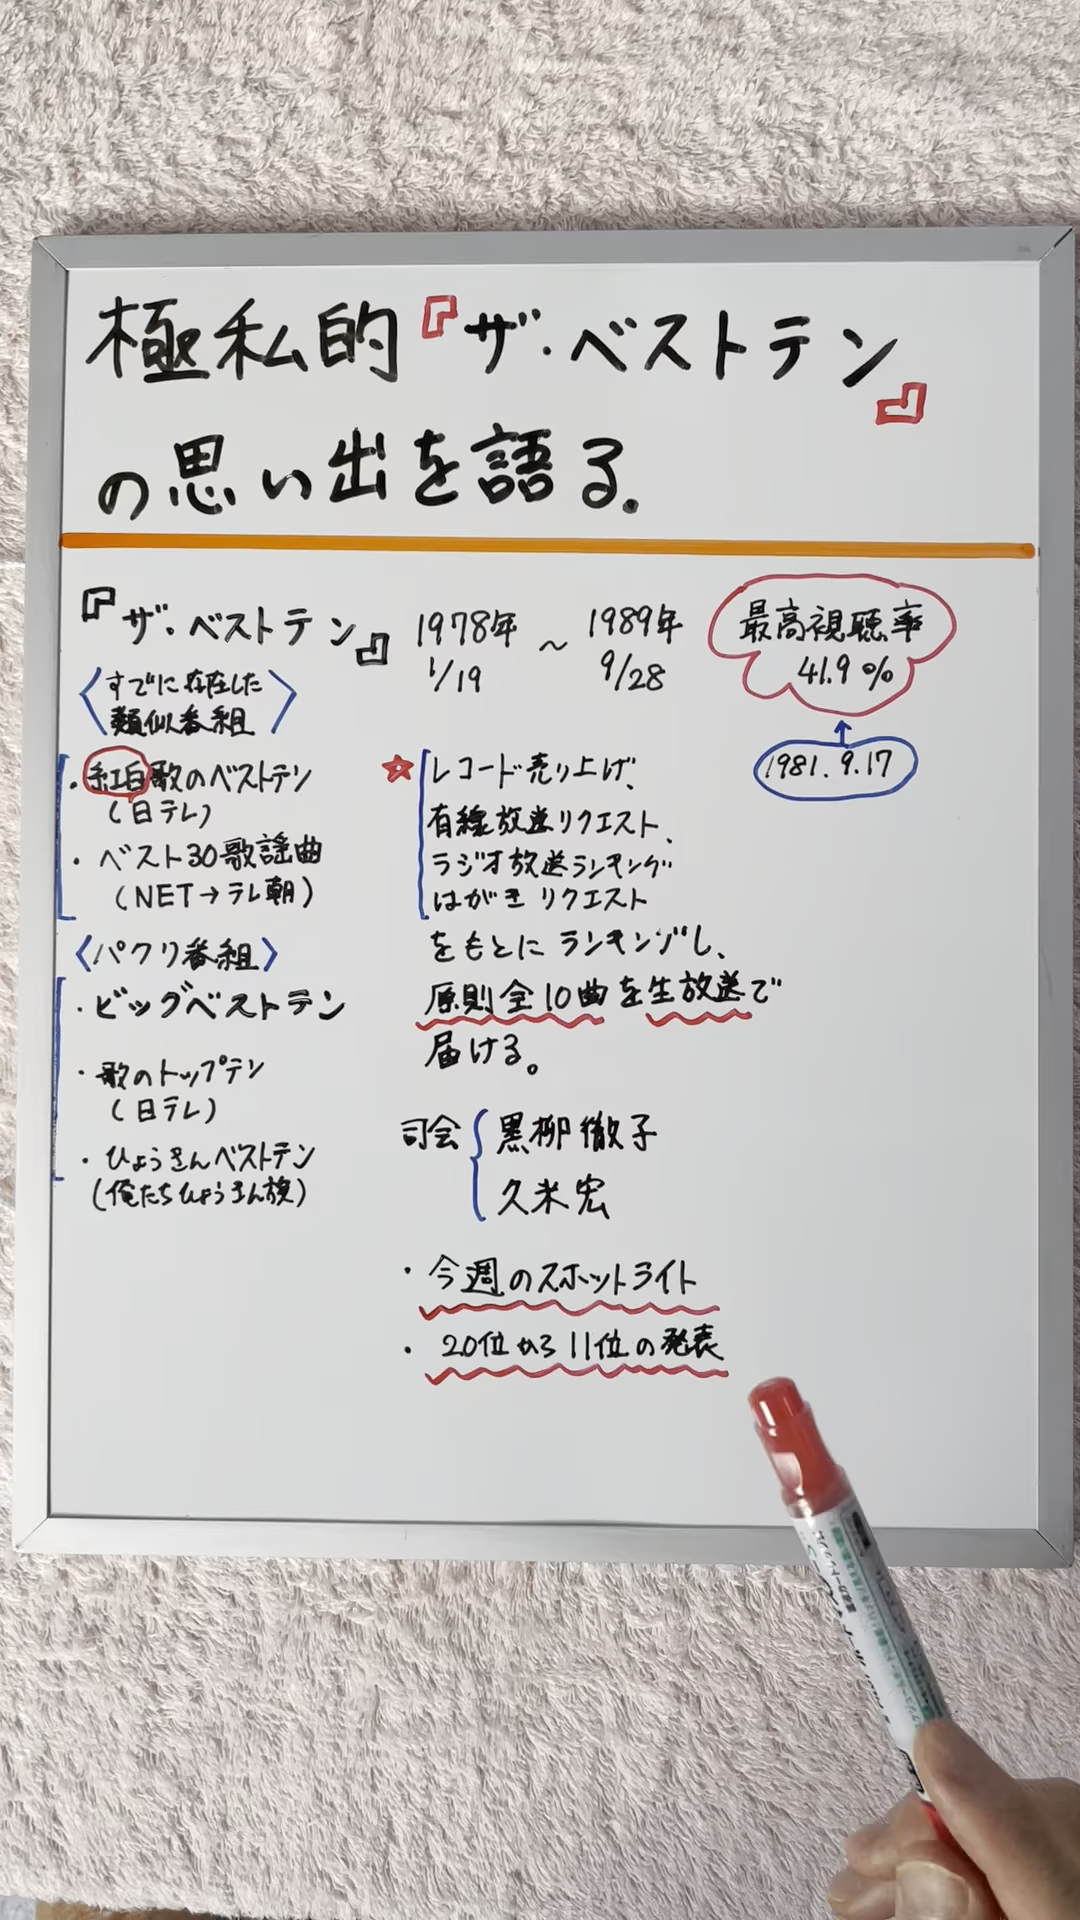 極私的『ザ・ベストテン』
の思い出を語る.
『ザ・ベストテン』 1978年 1/19 ～ 1989年 9/28
最高視聴率
41.9%
↑
1981.9.17
〈すでに存在した
類似番組〉
・紅白歌のベストテン
(日テレ)
・ベスト30歌謡曲
(NET→テレ朝)
〈パクリ番組〉
・ビッグベストテン
・歌のトップテン
(日テレ)
・ひょうきんベストテン
(俺たちひょうきん族)
☆レコード売り上げ、
有線放送リクエスト、
ラジオ放送ランキング
はがきリクエスト
をもとにランキングし、
原則全10曲を生放送で
届ける。
司会{黒柳徹子
久米宏
・今週のスポットライト
・20位から11位の発表